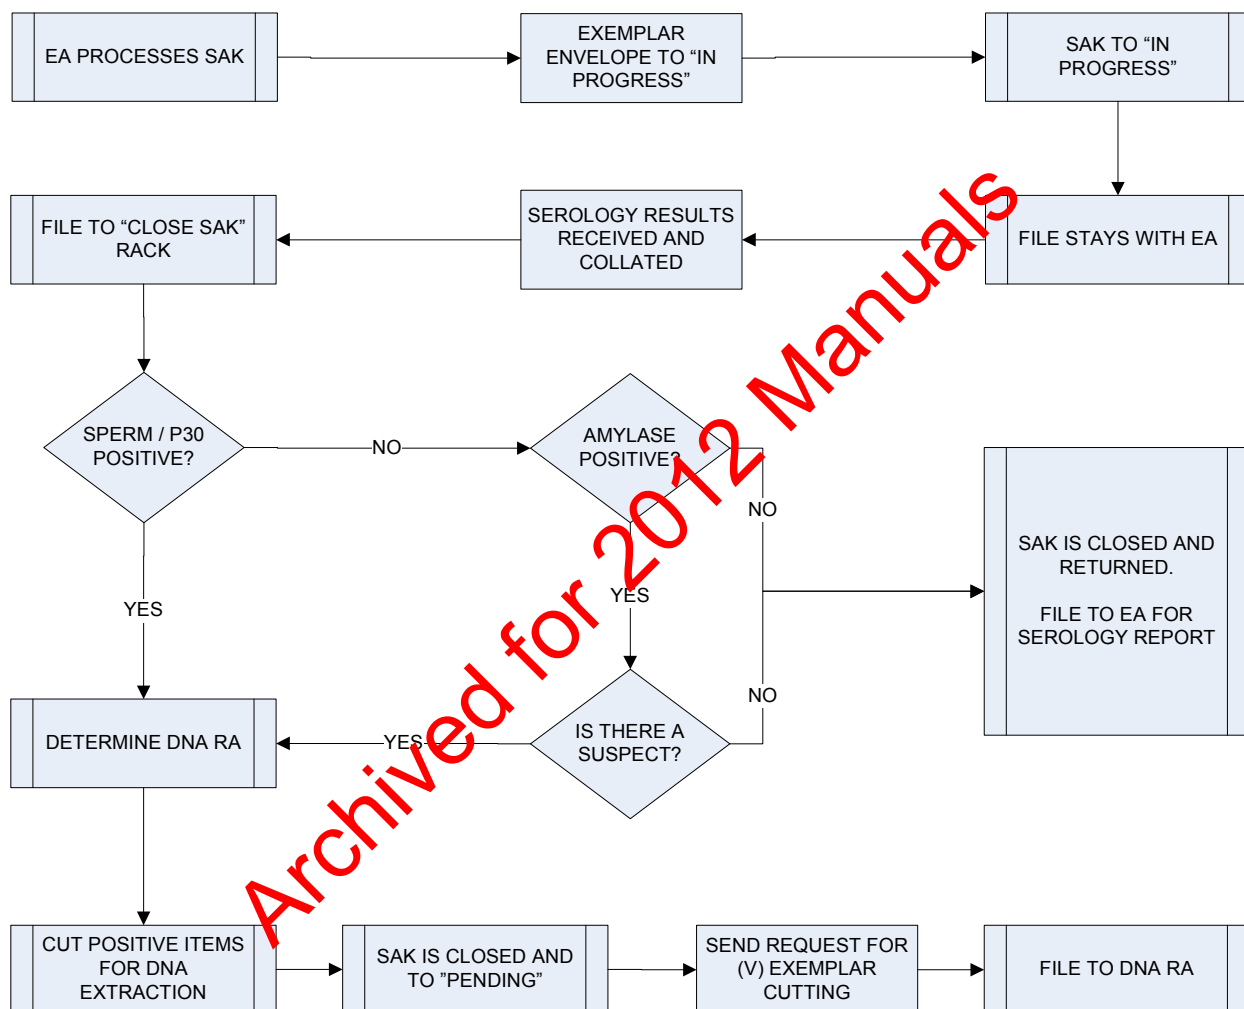 EA PROCESSES SAK
EXEMPLAR
ENVELOPE TO “IN
PROGRESS”
SAK TO “IN
PROGRESS”
FILE TO “CLOSE SAK”
RACK
SEROLOGY RESULTS
RECEIVED AND
COLLATED
FILE STAYS WITH EA
SPERM / P30
POSITIVE?
NO
AMYLASE
POSITIVE?
NO
SAK IS CLOSED AND
RETURNED.
FILE TO EA FOR
SEROLOGY REPORT
YES
YES
NO
DETERMINE DNA RA
YES
IS THERE A
SUSPECT?
CUT POSITIVE ITEMS
FOR DNA
EXTRACTION
SAK IS CLOSED AND
TO ”PENDING”
SEND REQUEST FOR
(V) EXEMPLAR
CUTTING
FILE TO DNA RA
Archived for 2012 Manuals